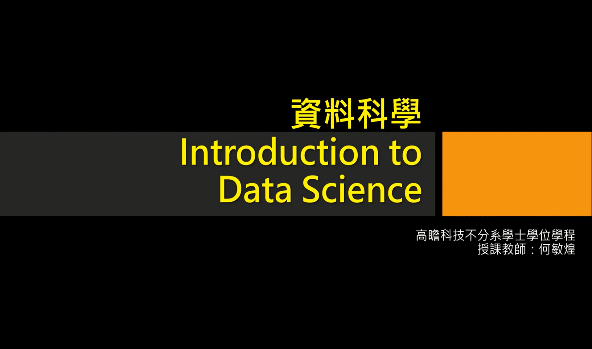 資料科學
Introduction to
Data Science
高瞻科技不分系學士學位學程
授課教師：何敏煌